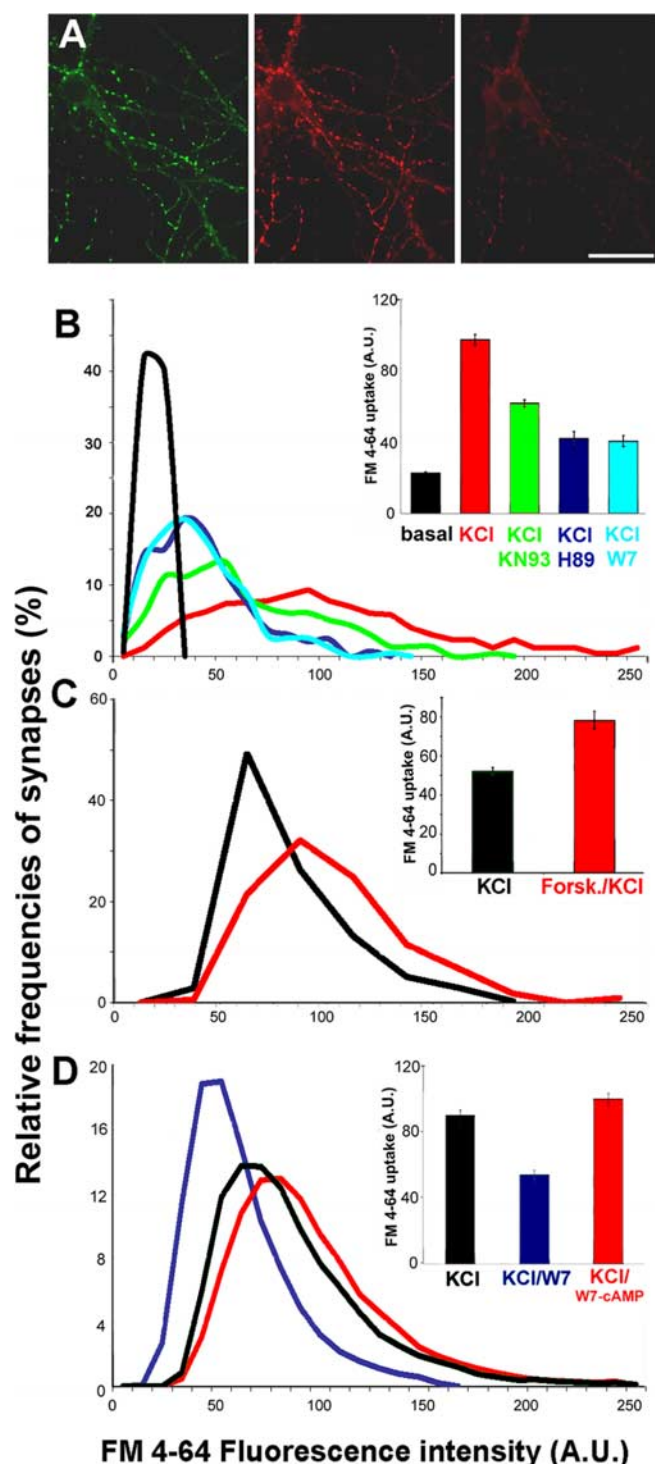 A
B
Relative frequencies of synapses (%)
40
30
20
10
0
0 50 100 150 200 250
FM 4-64 uptake (A.U.)
120
80
40
0
basal KCl KCl KCl KCl
KN93 H89 W7
C
60
40
20
0
0 50 100 150 200 250
FM 4-64 uptake (A.U.)
80
60
40
20
0
KCl Forsk./KCl
D
20
16
12
8
4
0
0 50 100 150 200 250
FM 4-64 uptake (A.U.)
120
80
40
0
KCl KCl/W7 KCl/
W7-cAMP
FM 4-64 Fluorescence intensity (A.U.)